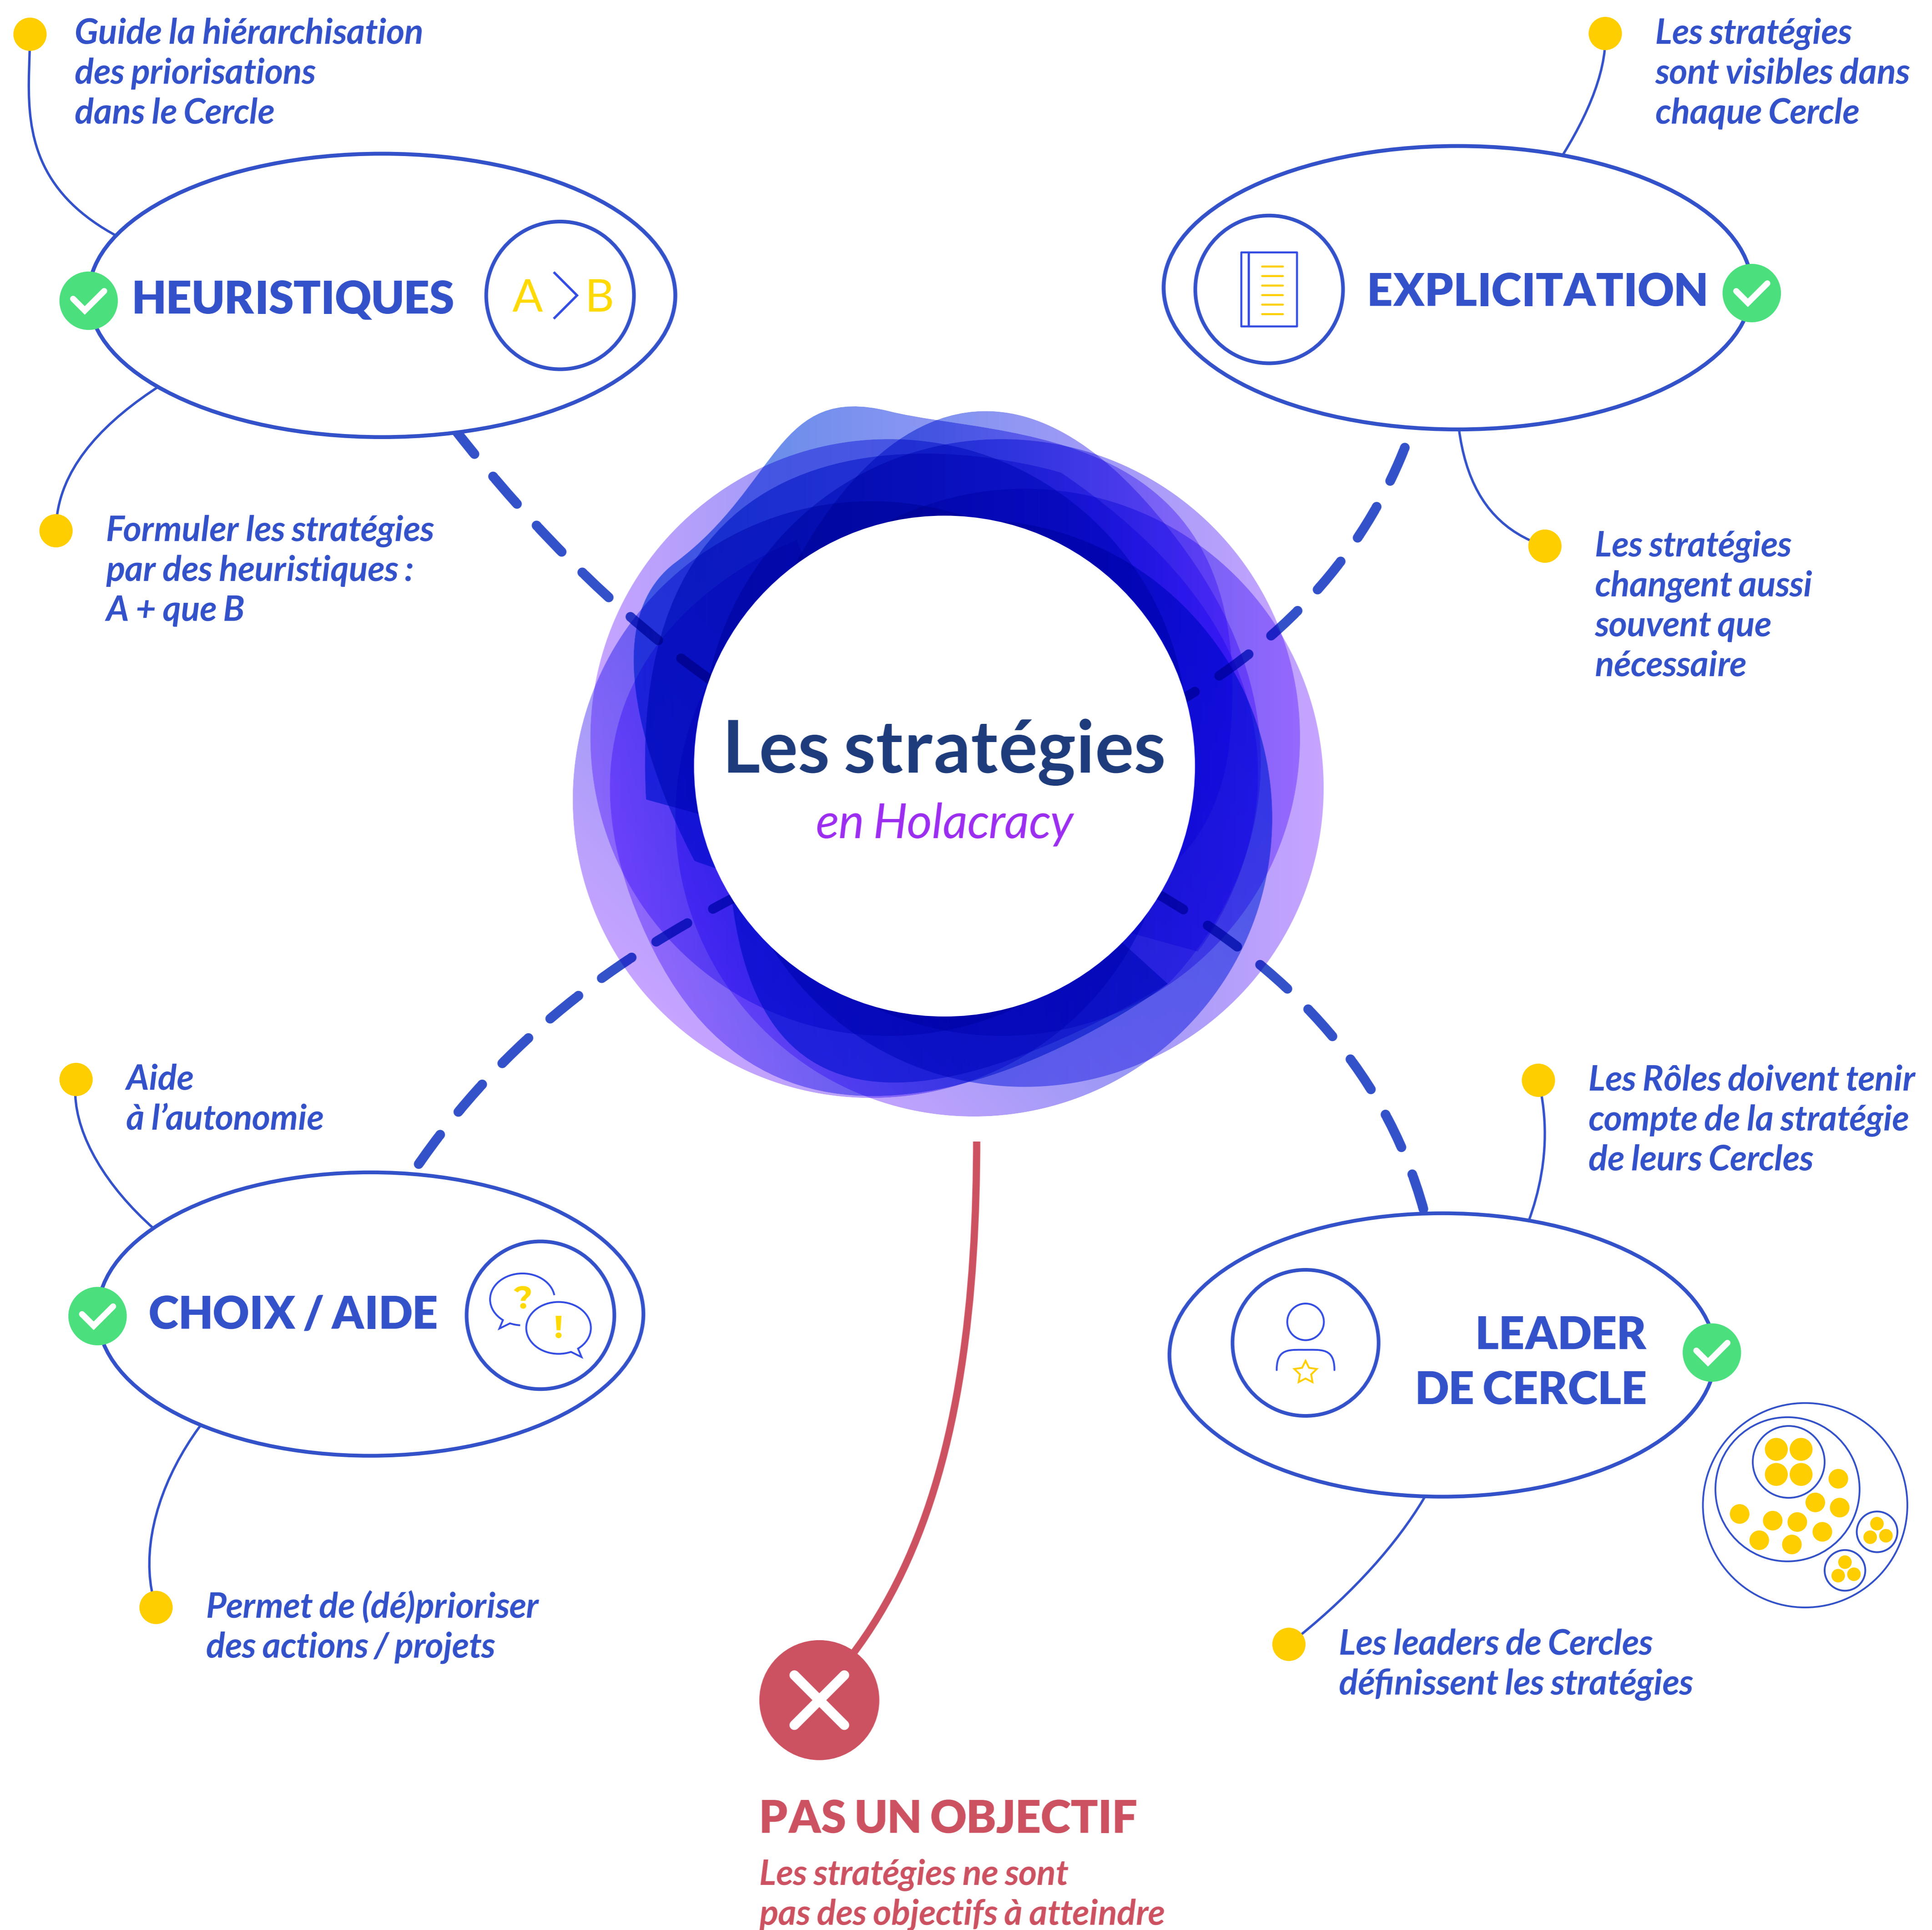 Guide la hiérarchisation
des priorisations
dans le Cercle
HEURISTIQUES
A > B
Formuler les stratégies
par des heuristiques :
A + que B
Les stratégies
sont visibles dans
chaque Cercle
EXPLICITATION
Les stratégies
changent aussi
souvent que
nécessaire
Les stratégies
en Holacracy
Aide
à l’autonomie
CHOIX / AIDE
?
!
Permet de (dé)prioriser
des actions / projets
Les Rôles doivent tenir
compte de la stratégie
de leurs Cercles
LEADER
DE CERCLE
Les leaders de Cercles
définissent les stratégies
PAS UN OBJECTIF
Les stratégies ne sont
pas des objectifs à atteindre